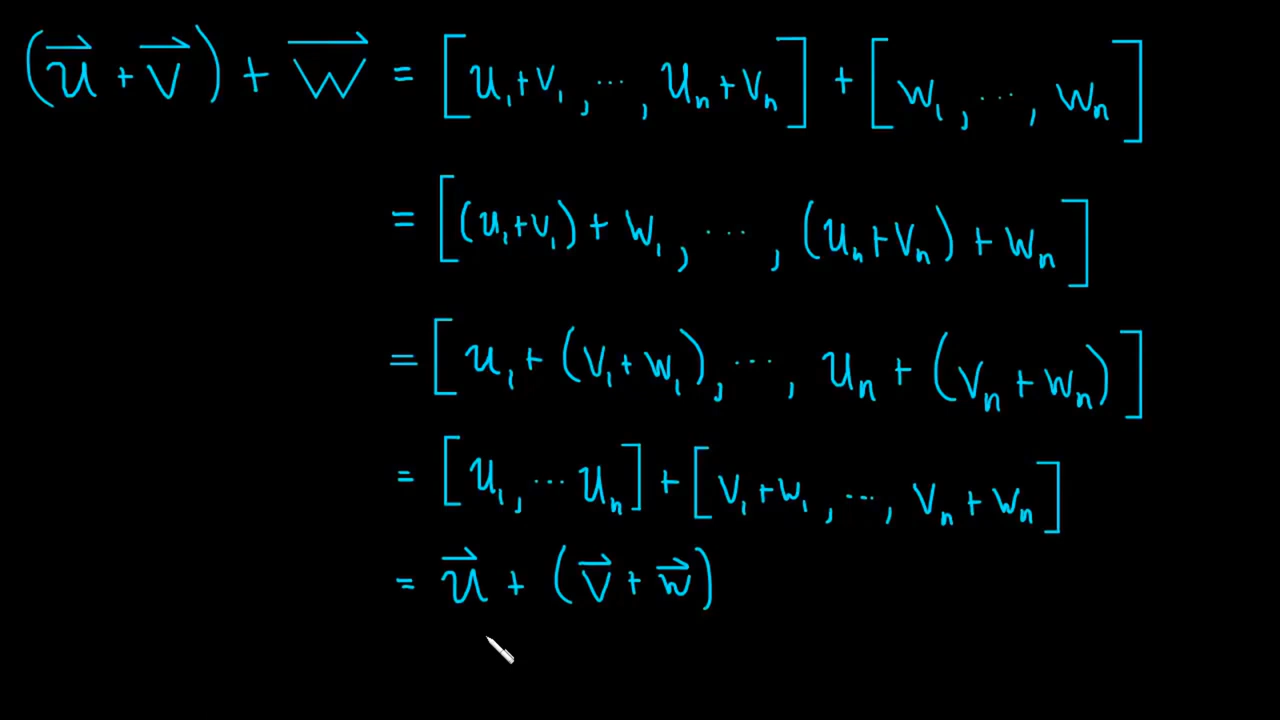 (u⃗ + v⃗) + w⃗ = [u₁+v₁, ⋯, uₙ+vₙ] + [w₁, ⋯, wₙ]
= [(u₁+v₁) + w₁, ⋯, (uₙ+vₙ) + wₙ]
= [u₁ + (v₁+w₁), ⋯, uₙ + (vₙ+wₙ)]
= [u₁, ⋯ uₙ] + [v₁+w₁, ⋯, vₙ+wₙ]
= u⃗ + (v⃗ + w⃗)